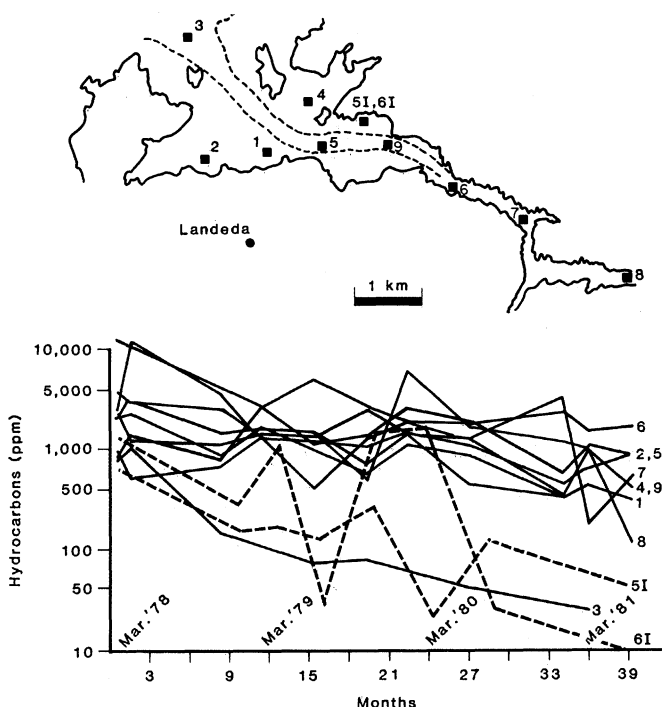 3
4
5I,6I
2
1
5
9
6
7
8
Landeda
1 km
10,000
5,000
1,000
500
100
50
10
Hydrocarbons (ppm)
6
2,5
7
4,9
1
8
5I
3
6I
Mar.'78
Mar.'79
Mar.'80
Mar.'81
3
9
15
21
27
33
39
Months